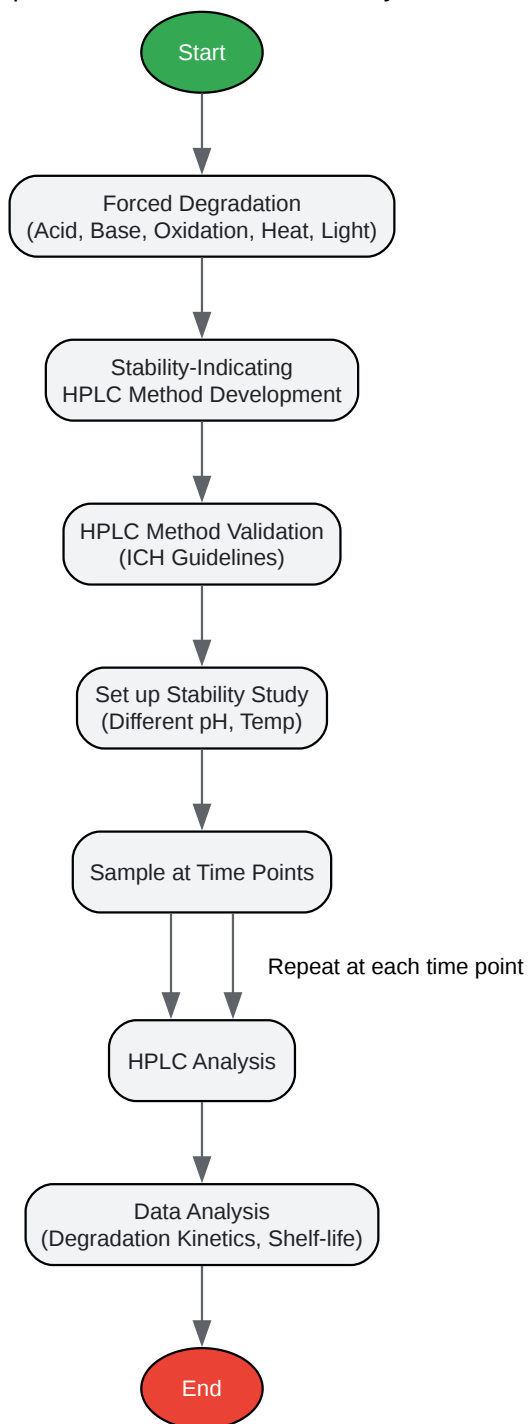 Start
Forced Degradation
(Acid, Base, Oxidation, Heat, Light)
Stability-Indicating
HPLC Method Development
HPLC Method Validation
(ICH Guidelines)
Set up Stability Study
(Different pH, Temp)
Sample at Time Points
Repeat at each time point
HPLC Analysis
Data Analysis
(Degradation Kinetics, Shelf-life)
End